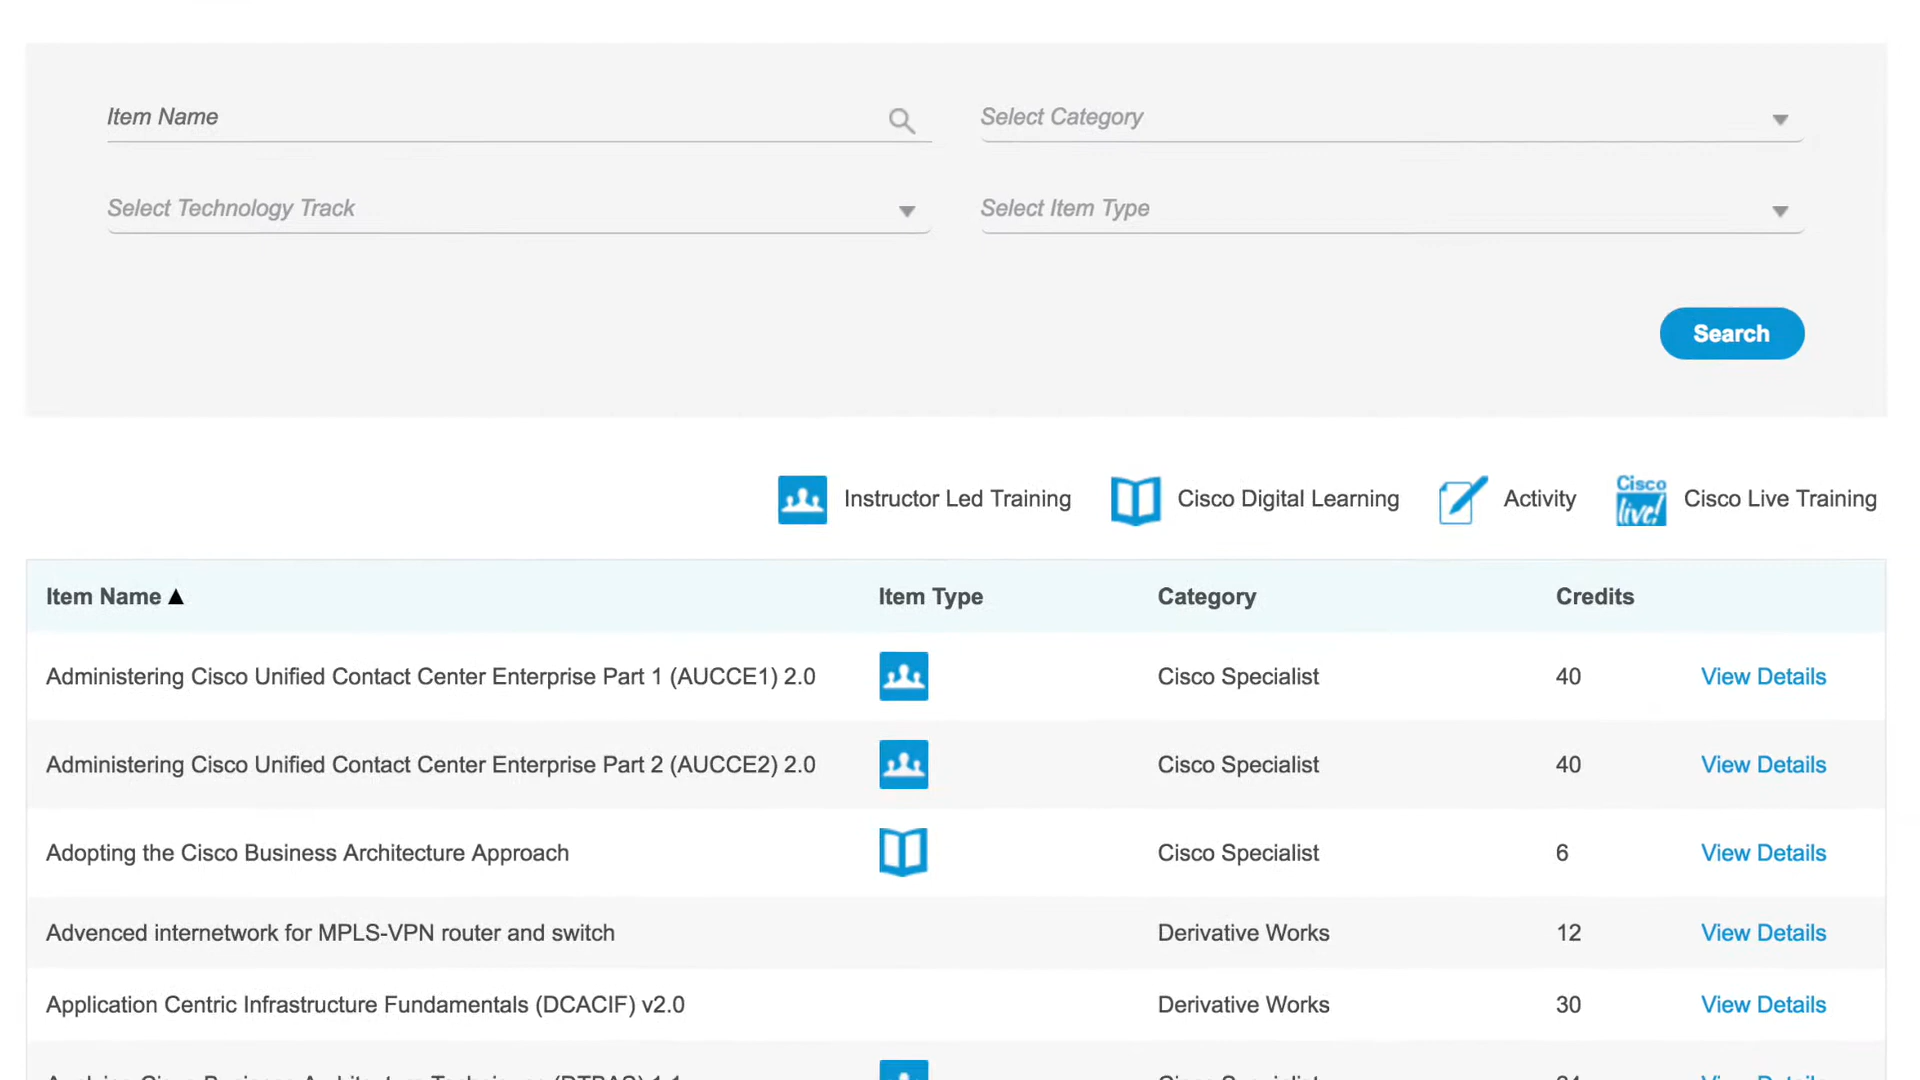 Item Name
Select Category
Select Technology Track
Select Item Type
Search
Instructor Led Training
Cisco Digital Learning
Activity
Cisco live!
Cisco Live Training
Item Name ▲ Item Type Category Credits
Administering Cisco Unified Contact Center Enterprise Part 1 (AUCCE1) 2.0 Cisco Specialist 40 View Details
Administering Cisco Unified Contact Center Enterprise Part 2 (AUCCE2) 2.0 Cisco Specialist 40 View Details
Adopting the Cisco Business Architecture Approach Cisco Specialist 6 View Details
Advenced internetwork for MPLS-VPN router and switch Derivative Works 12 View Details
Application Centric Infrastructure Fundamentals (DCACIF) v2.0 Derivative Works 30 View Details